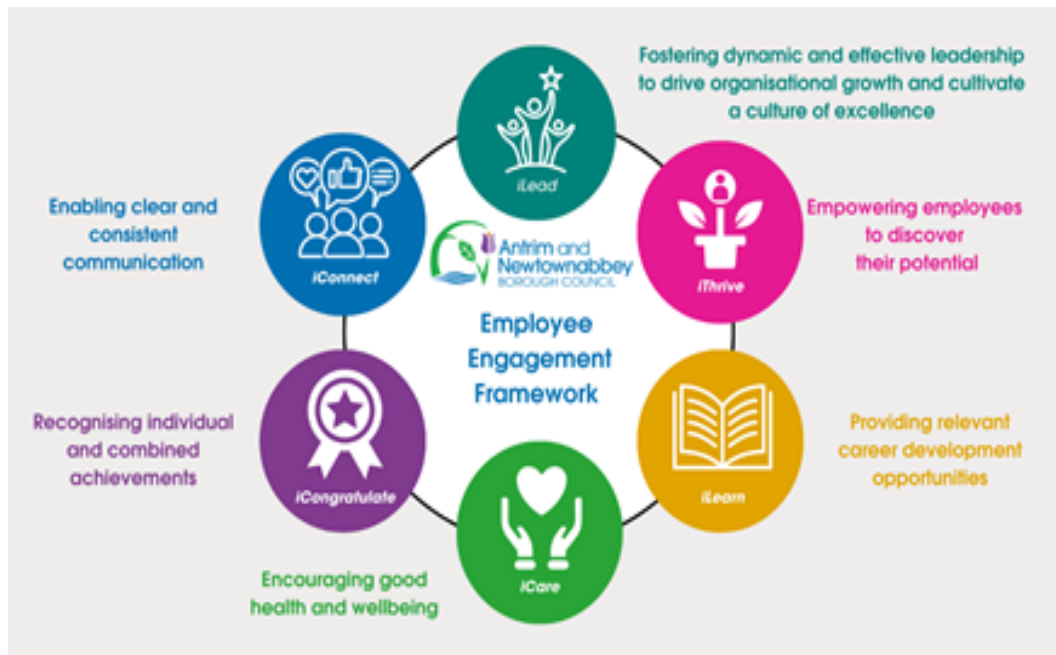 Fostering dynamic and effective leadership
to drive organisational growth and cultivate
a culture of excellence
iLead
Empowering employees
to discover
their potential
iThrive
Providing relevant
career development
opportunities
iLearn
Encouraging good
health and wellbeing
iCare
Recognising individual
and combined
achievements
iCongratulate
Enabling clear and
consistent
communication
iConnect
Antrim and
Newtownabbey
BOROUGH COUNCIL
Employee
Engagement
Framework